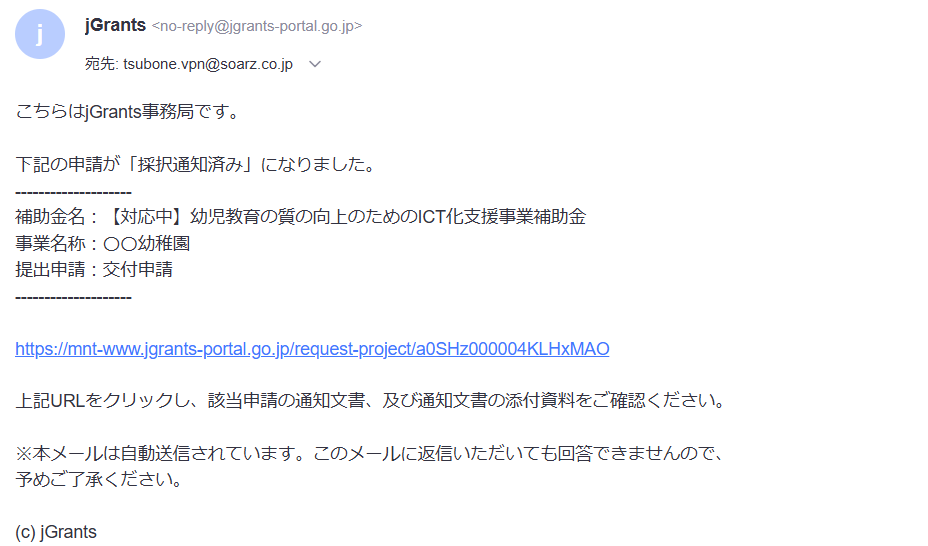 j
jGrants <no-reply@jgrants-portal.go.jp>
宛先: tsubone.vpn@soarz.co.jp
こちらはjGrants事務局です。
下記の申請が「採択通知済み」になりました。
--------------------
補助金名：【対応中】幼児教育の質の向上のためのICT化支援事業補助金
事業名称：〇〇幼稚園
提出申請：交付申請
--------------------
https://mnt-www.jgrants-portal.go.jp/request-project/a0SHz000004KLHxMAO
上記URLをクリックし、該当申請の通知文書、及び通知文書の添付資料をご確認ください。
※本メールは自動送信されています。このメールに返信いただいても回答できませんので、
予めご了承ください。
(c) jGrants